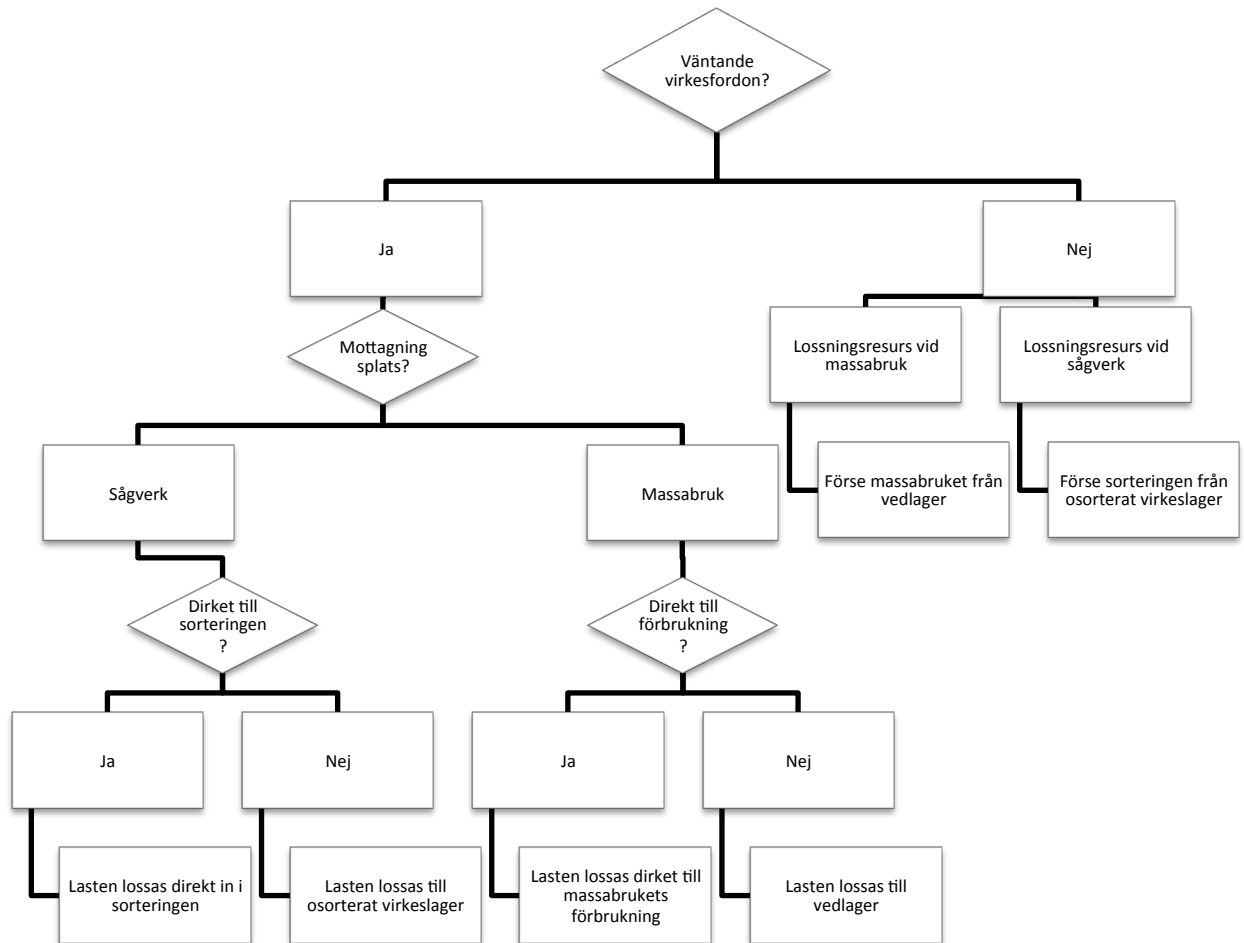 Väntande
virkesfordon?
Ja
Nej
Mottagning
splats?
Lossningsresurs vid
massabruk
Lossningsresurs vid
sågverk
Sågverk
Massabruk
Förse massabruket från
vedlager
Förse sorteringen från
osorterat virkeslager
Dirket till
sorteringen
?
Direkt till
förbrukning
?
Ja
Nej
Ja
Nej
Lasten lossas direkt in i
sorteringen
Lasten lossas till
osorterat virkeslager
Lasten lossas dirket till
massabrukets
förbrukning
Lasten lossas till
vedlager